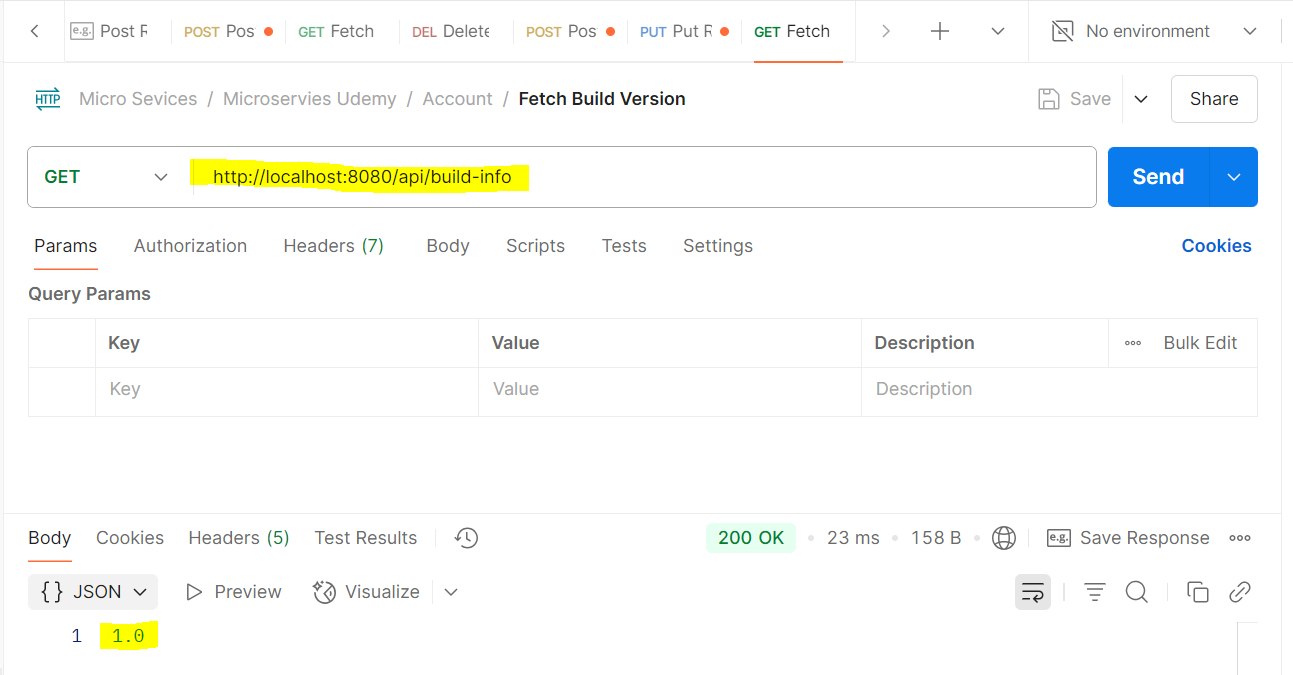 e.g. Post R POST Pos GET Fetch DEL Delete POST Pos PUT Put R GET Fetch No environment
HTTP Micro Sevices / Microservies Udemy / Account / Fetch Build Version Save Share
GET http://localhost:8080/api/build-info Send
Params Authorization Headers (7) Body Scripts Tests Settings Cookies
Query Params
Key Value Description Bulk Edit
Key Value Description
Body Cookies Headers (5) Test Results 200 OK • 23 ms • 158 B • e.g. Save Response
{} JSON Preview Visualize
1 1.0